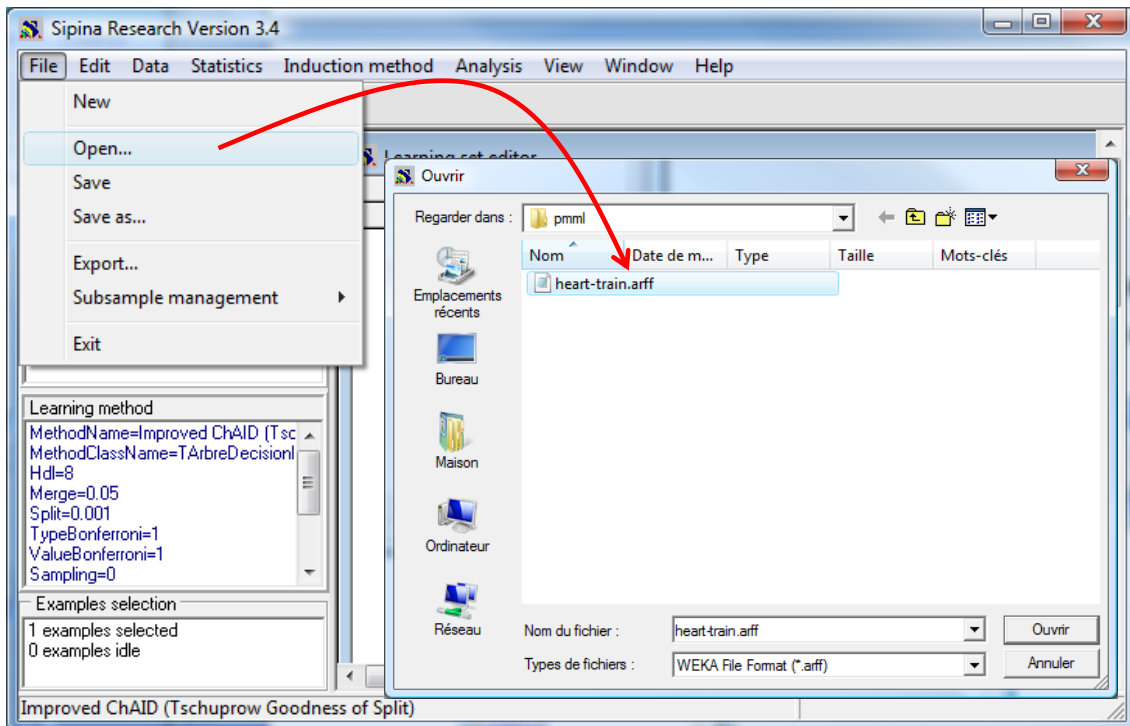 Sipina Research Version 3.4
File Edit Data Statistics Induction method Analysis View Window Help
New
Open...
Save
Save as...
Export...
Subsample management
Exit
Learning set editor
Learning method
MethodName=Improved ChAID (Tsc
MethodClassName=TArbreDecisionI
Hdl=8
Merge=0.05
Split=0.001
TypeBonferroni=1
ValueBonferroni=1
Sampling=0
Examples selection
1 examples selected
0 examples idle
Improved ChAID (Tschuprow Goodness of Split)
Ouvrir
Regarder dans : pmml
Nom Date de m... Type Taille Mots-clés
heart-train.arff
Emplacements
récents
Bureau
Maison
Ordinateur
Réseau
Nom du fichier : heart-train.arff Ouvrir
Types de fichiers : WEKA File Format (*.arff) Annuler